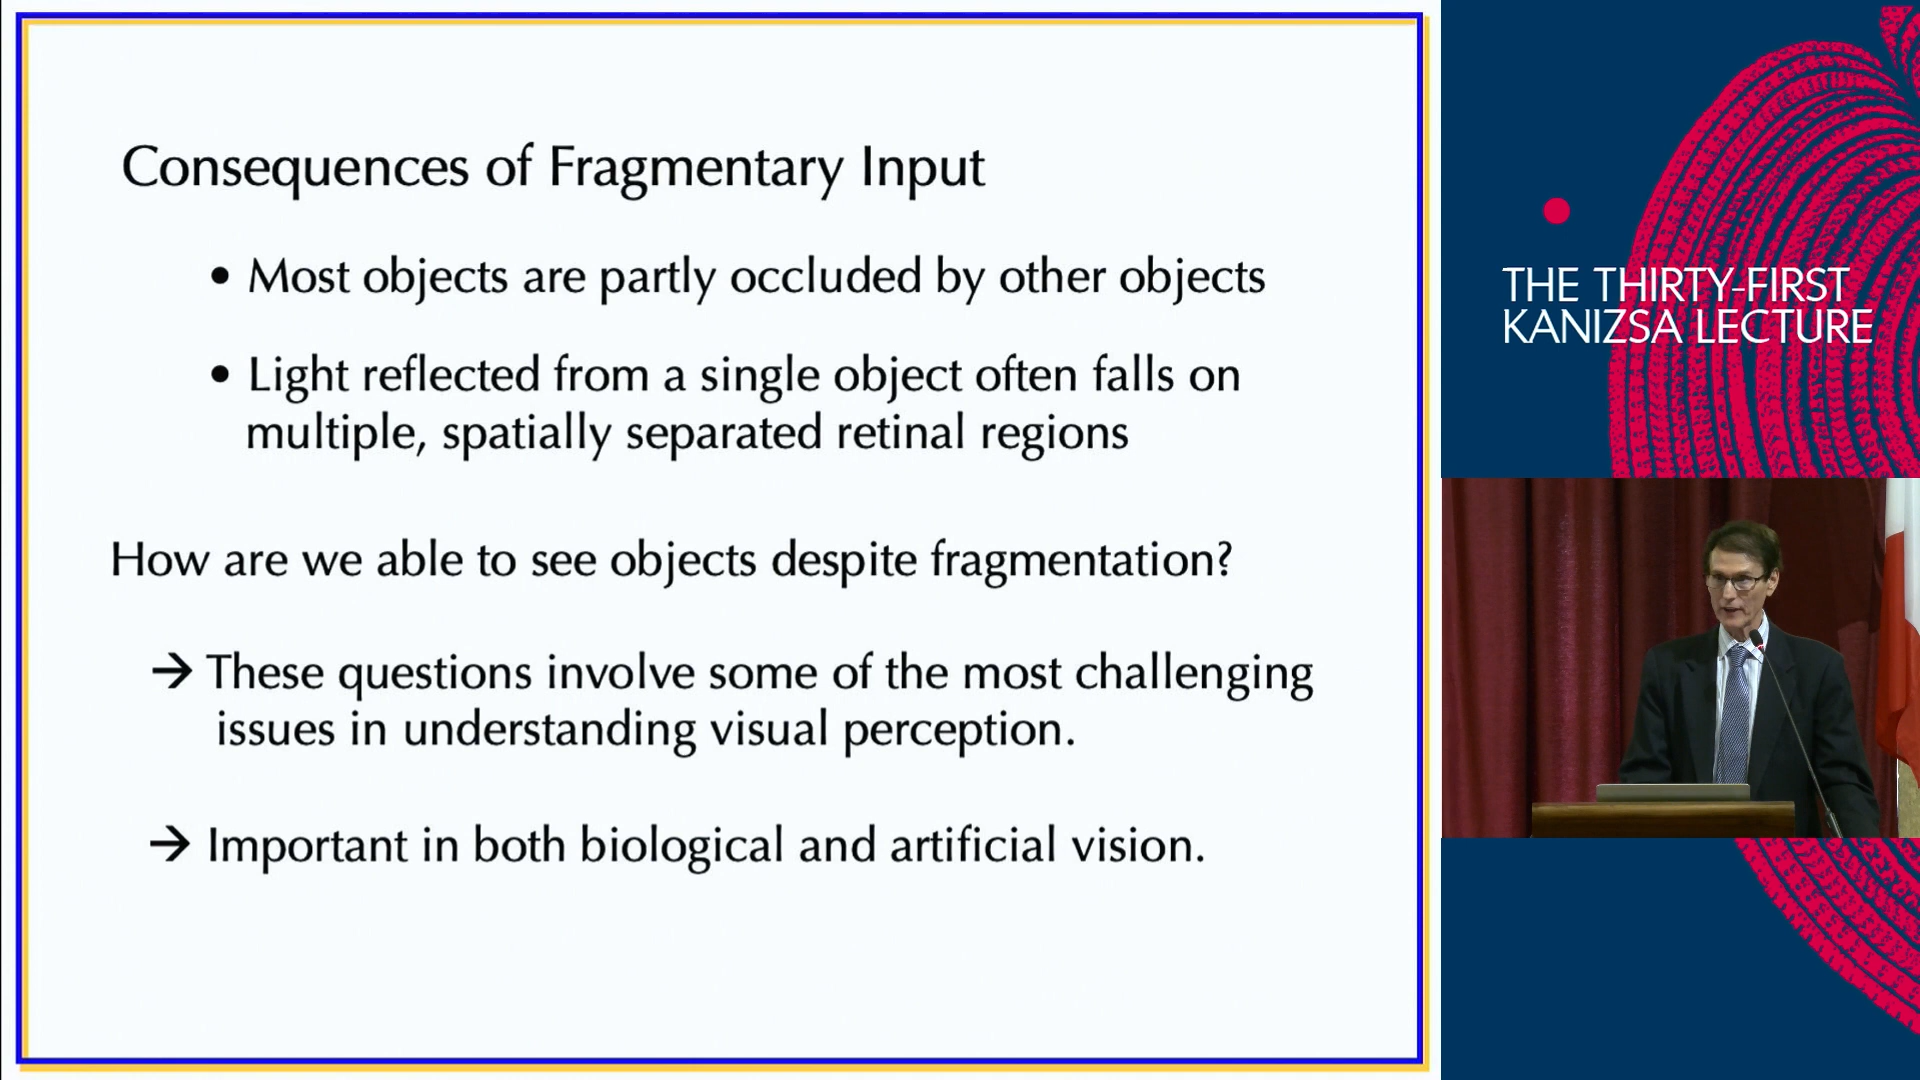 Consequences of Fragmentary Input
• Most objects are partly occluded by other objects
• Light reflected from a single object often falls on
multiple, spatially separated retinal regions
How are we able to see objects despite fragmentation?
→ These questions involve some of the most challenging
issues in understanding visual perception.
→ Important in both biological and artificial vision.
THE THIRTY-FIRST
KANIZSA LECTURE